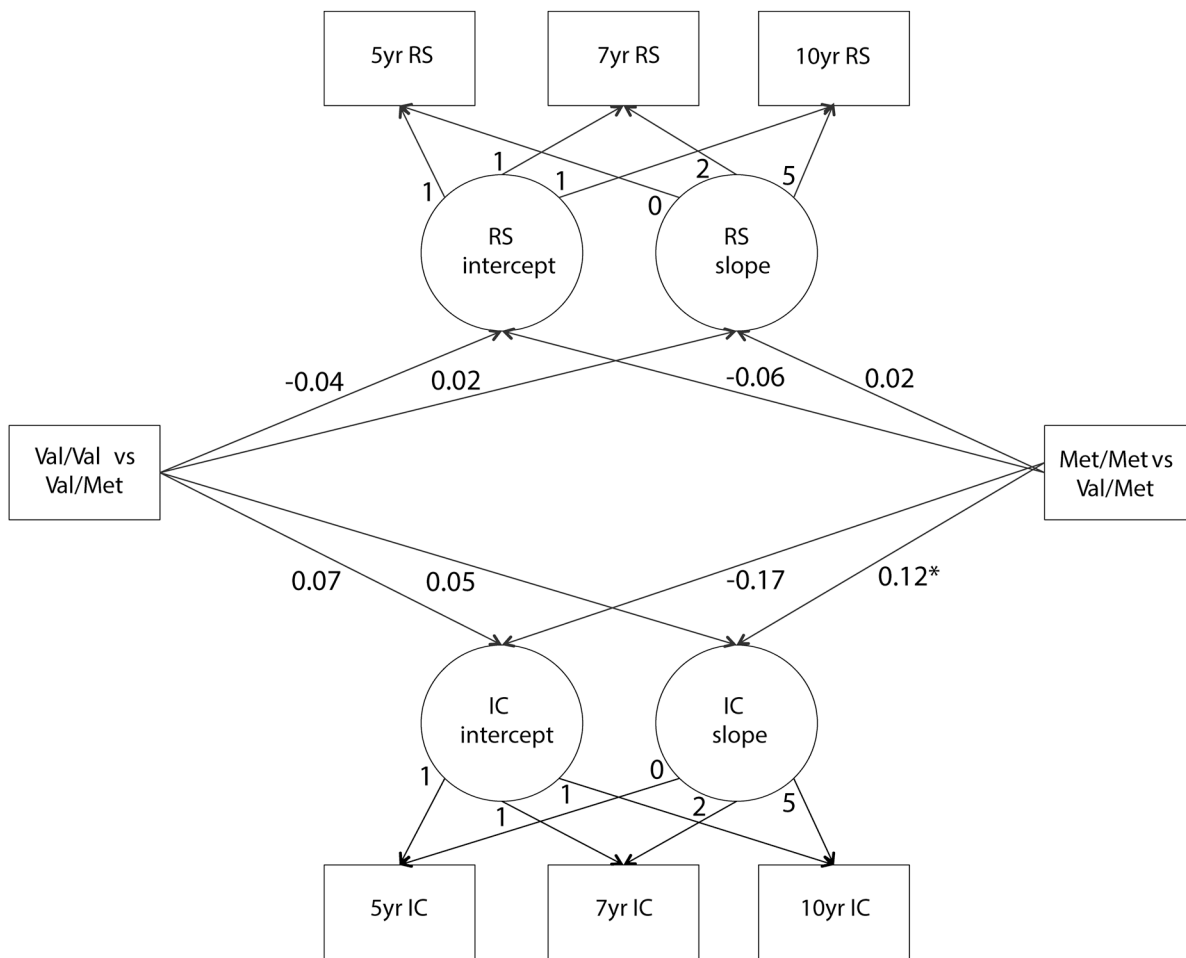 5yr RS
7yr RS
10yr RS
1
1
1
0
2
5
RS
intercept
RS
slope
-0.04
0.02
-0.06
0.02
Val/Val vs
Val/Met
Met/Met vs
Val/Met
0.07
0.05
-0.17
0.12*
IC
intercept
IC
slope
1
1
1
0
2
5
5yr IC
7yr IC
10yr IC